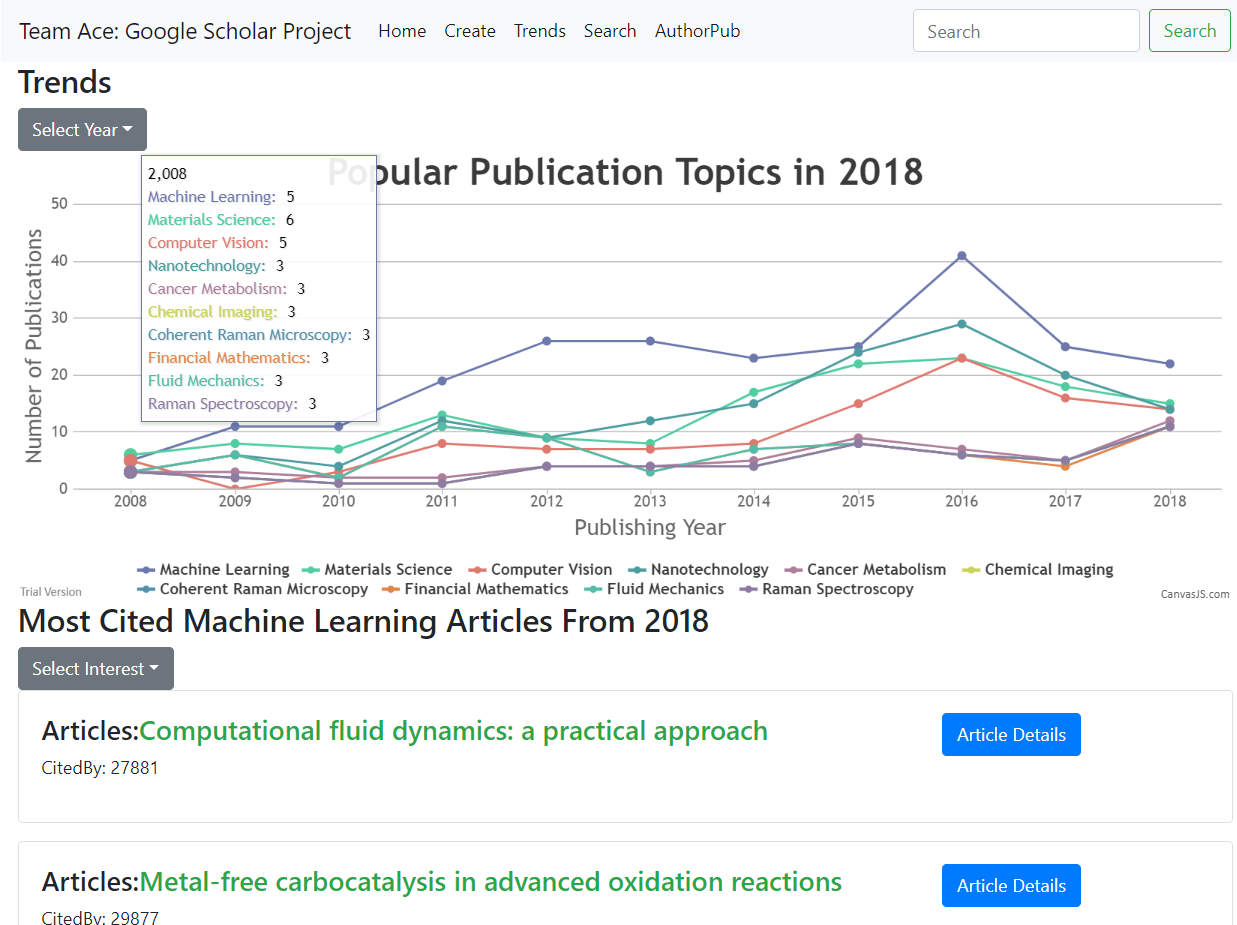 Team Ace: Google Scholar Project Home Create Trends Search AuthorPub Search Search
Trends
Select Year
Popular Publication Topics in 2018
2,008
Machine Learning: 5
Materials Science: 6
Computer Vision: 5
Nanotechnology: 3
Cancer Metabolism: 3
Chemical Imaging: 3
Coherent Raman Microscopy: 3
Financial Mathematics: 3
Fluid Mechanics: 3
Raman Spectroscopy: 3
Number of Publications
50
40
30
20
10
0
2008 2009 2010 2011 2012 2013 2014 2015 2016 2017 2018
Publishing Year
Machine Learning Materials Science Computer Vision Nanotechnology Cancer Metabolism Chemical Imaging
Coherent Raman Microscopy Financial Mathematics Fluid Mechanics Raman Spectroscopy
Trial Version
CanvasJS.com
Most Cited Machine Learning Articles From 2018
Select Interest
Articles:Computational fluid dynamics: a practical approach
Article Details
CitedBy: 27881
Articles:Metal-free carbocatalysis in advanced oxidation reactions
Article Details
CitedBy: 29877